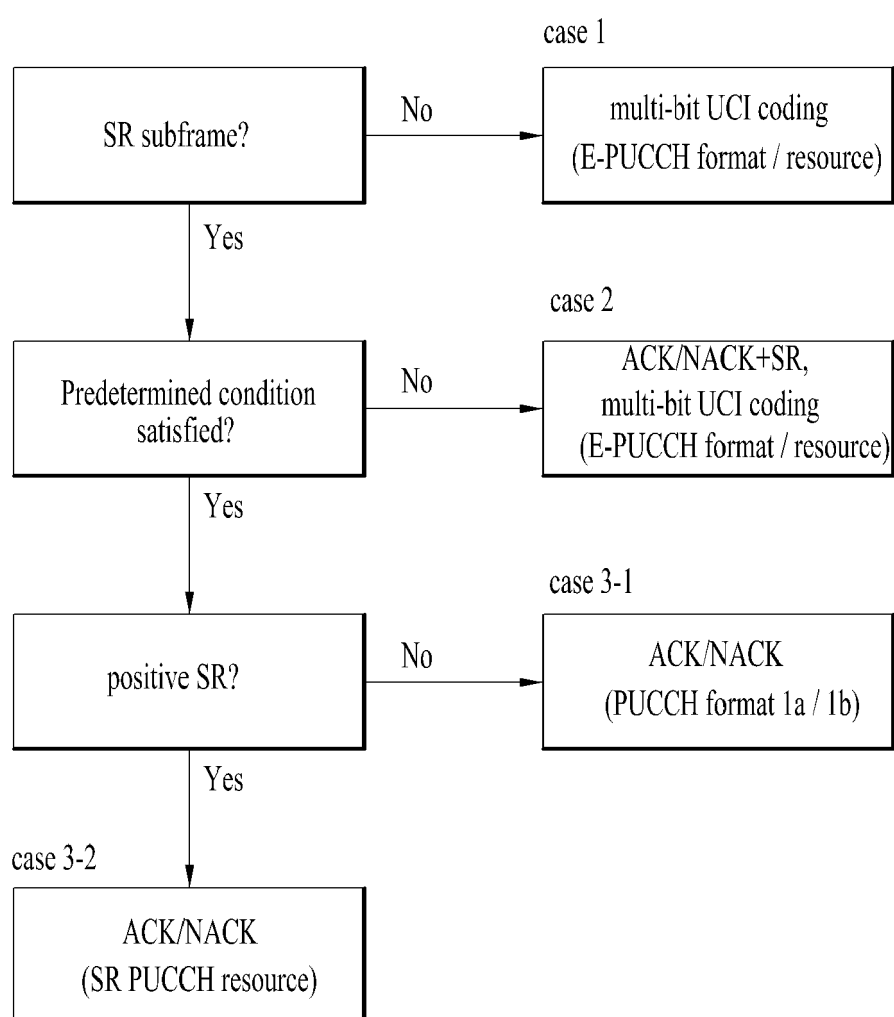 case 1
SR subframe?
No
multi-bit UCI coding
(E-PUCCH format / resource)
Yes
case 2
Predetermined condition
satisfied?
No
ACK/NACK+SR,
multi-bit UCI coding
(E-PUCCH format / resource)
Yes
case 3-1
positive SR?
No
ACK/NACK
(PUCCH format 1a / 1b)
Yes
case 3-2
ACK/NACK
(SR PUCCH resource)